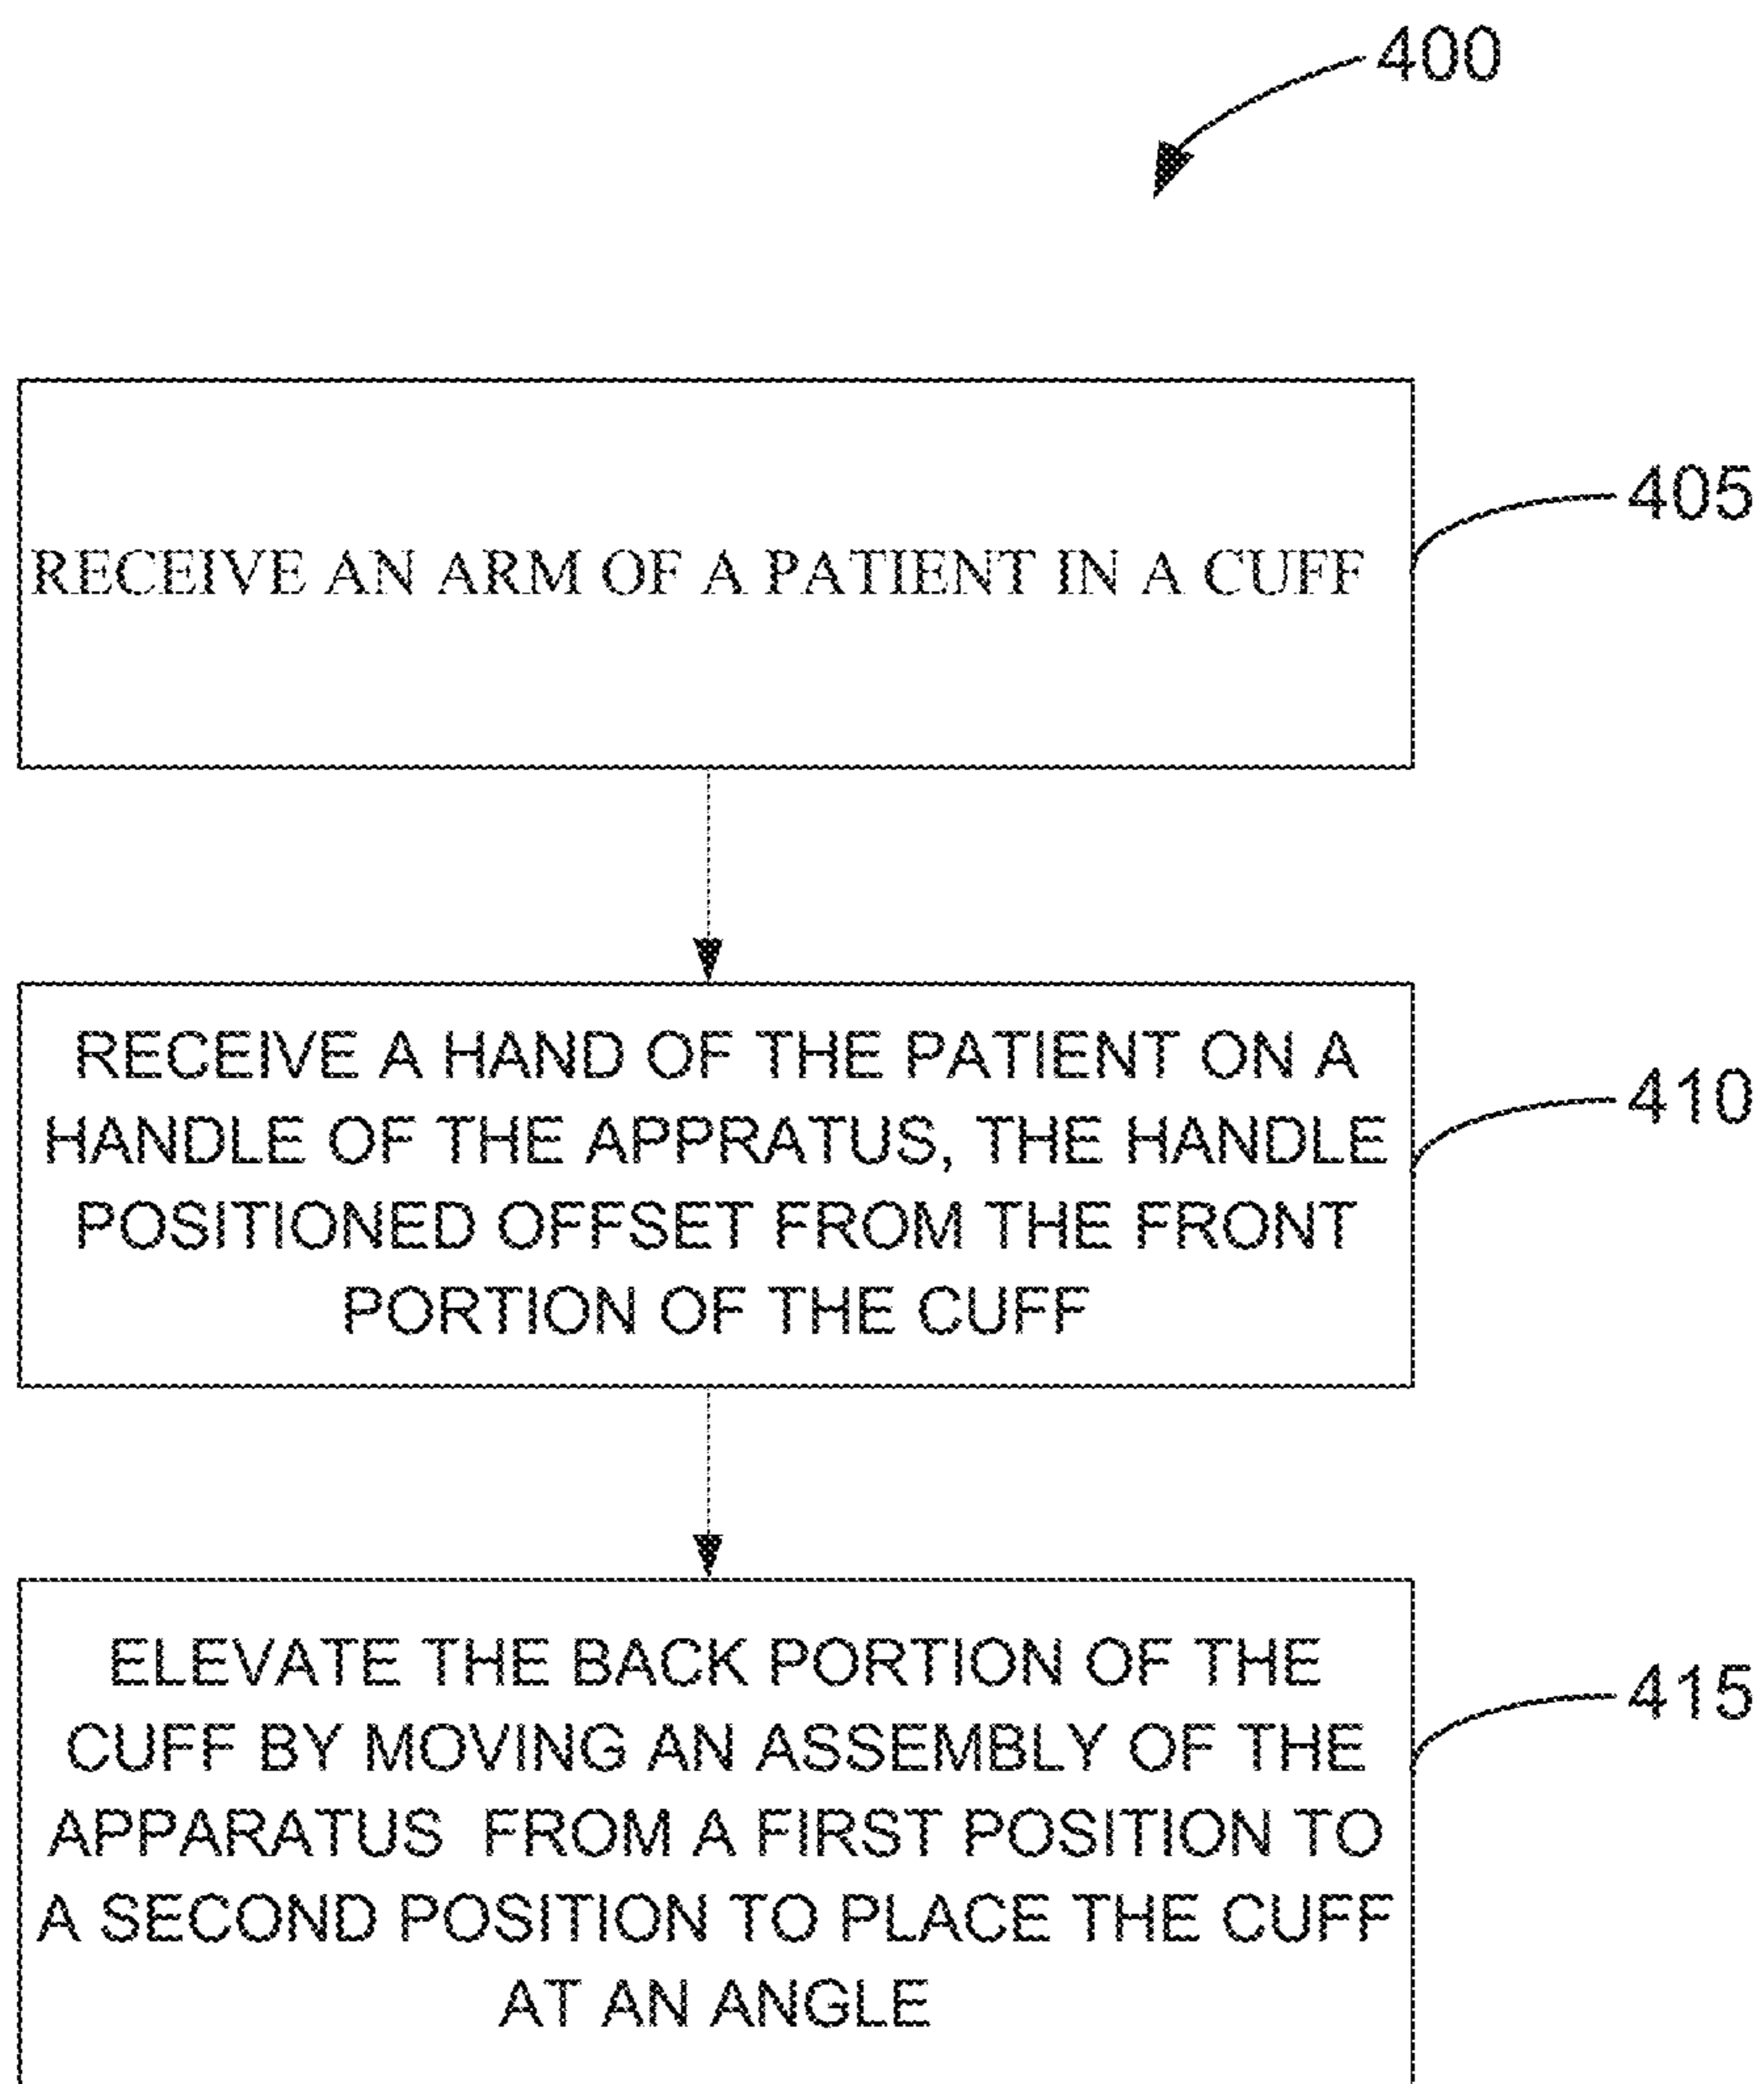 400
RECEIVE AN ARM OF A PATIENT IN A CUFF
405
RECEIVE A HAND OF THE PATIENT ON A
HANDLE OF THE APPRATUS, THE HANDLE
POSITIONED OFFSET FROM THE FRONT
PORTION OF THE CUFF
410
ELEVATE THE BACK PORTION OF THE
CUFF BY MOVING AN ASSEMBLY OF THE
APPARATUS FROM A FIRST POSITION TO
A SECOND POSITION TO PLACE THE CUFF
AT AN ANGLE
415